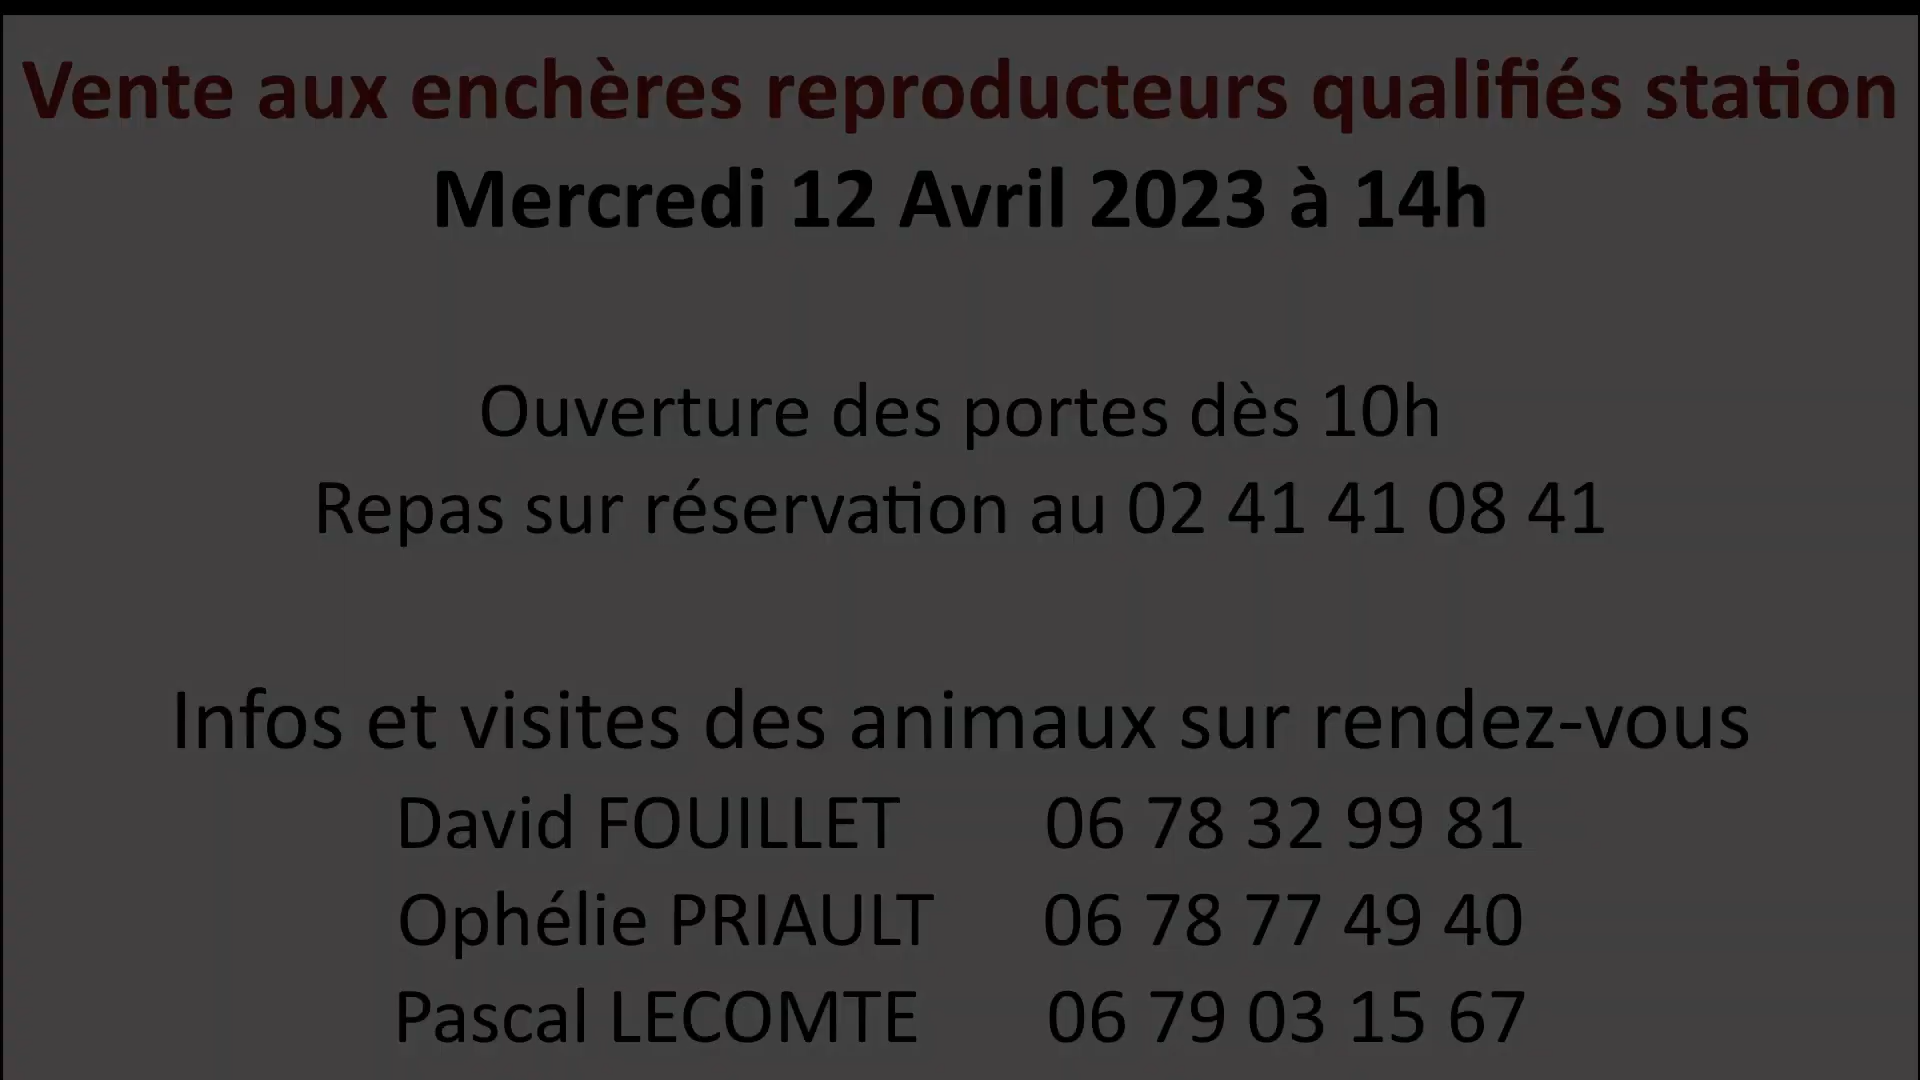 Vente aux enchères reproducteurs qualifiés station
Mercredi 12 Avril 2023 à 14h
Ouverture des portes dès 10h
Repas sur réservation au 02 41 41 08 41
Infos et visites des animaux sur rendez-vous
David FOUILLET 06 78 32 99 81
Ophélie PRIAULT 06 78 77 49 40
Pascal LECOMTE 06 79 03 15 67